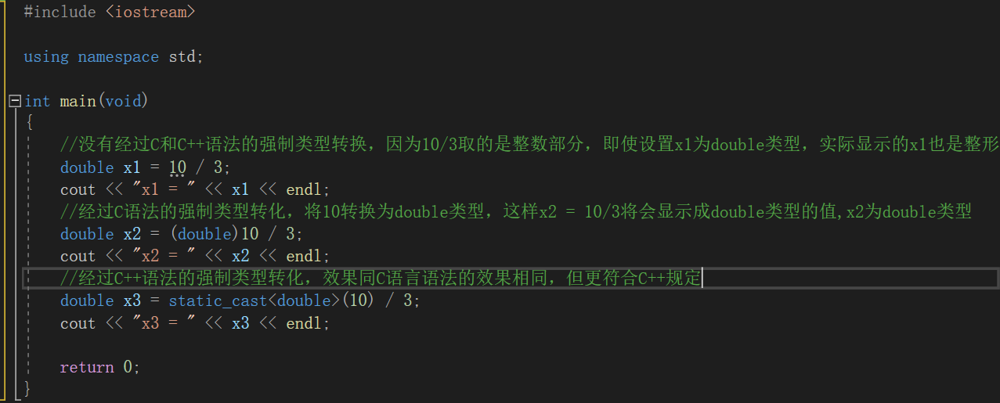 #include <iostream>
using namespace std;
int main(void)
{
//没有经过C和C++语法的强制类型转换，因为10/3取的是整数部分，即使设置x1为double类型，实际显示的x1也是整形
double x1 = 10 / 3;
cout << "x1 = " << x1 << endl;
//经过C语法的强制类型转化，将10转换为double类型，这样x2 = 10/3将会显示成double类型的值,x2为double类型
double x2 = (double)10 / 3;
cout << "x2 = " << x2 << endl;
//经过C++语法的强制类型转化，效果同C语言语法的效果相同，但更符合C++规定
double x3 = static_cast<double>(10) / 3;
cout << "x3 = " << x3 << endl;
return 0;
}